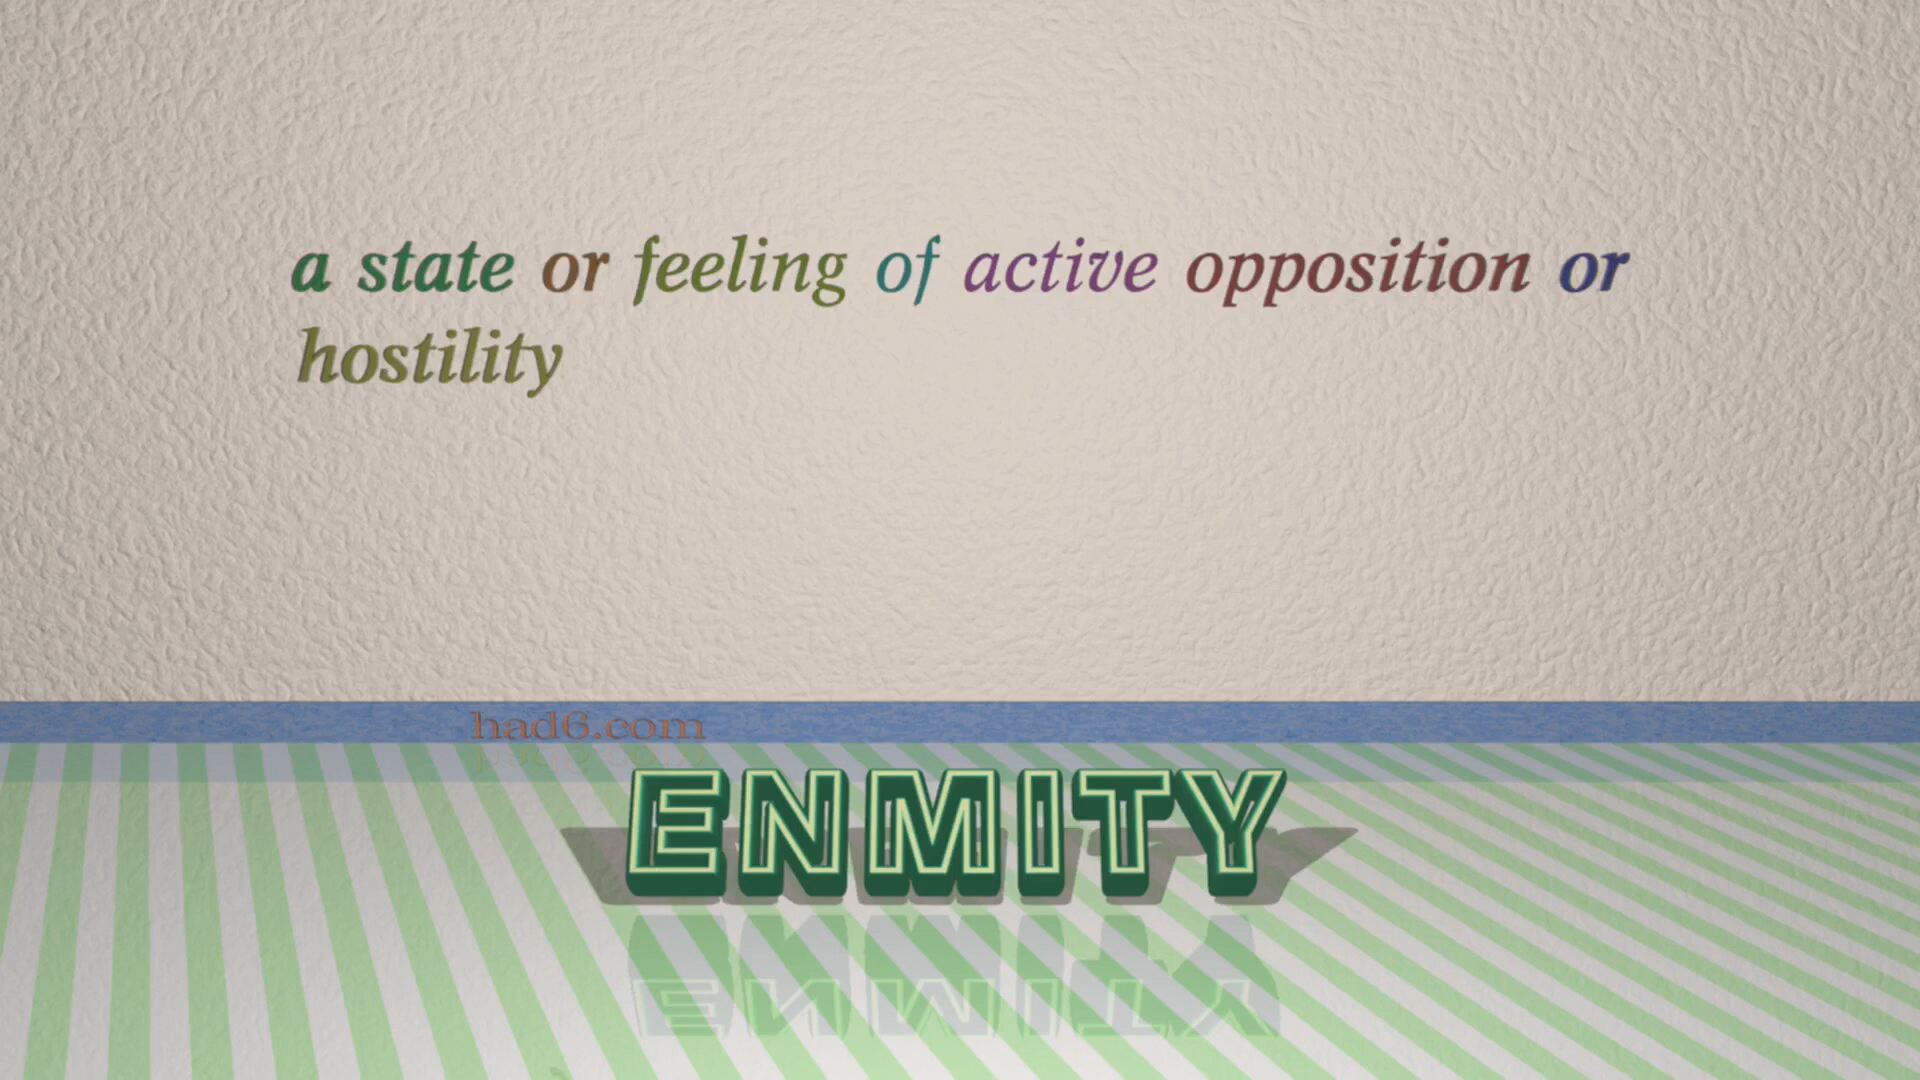 a state or feeling of active opposition or
hostility
had6.com
ENMITY